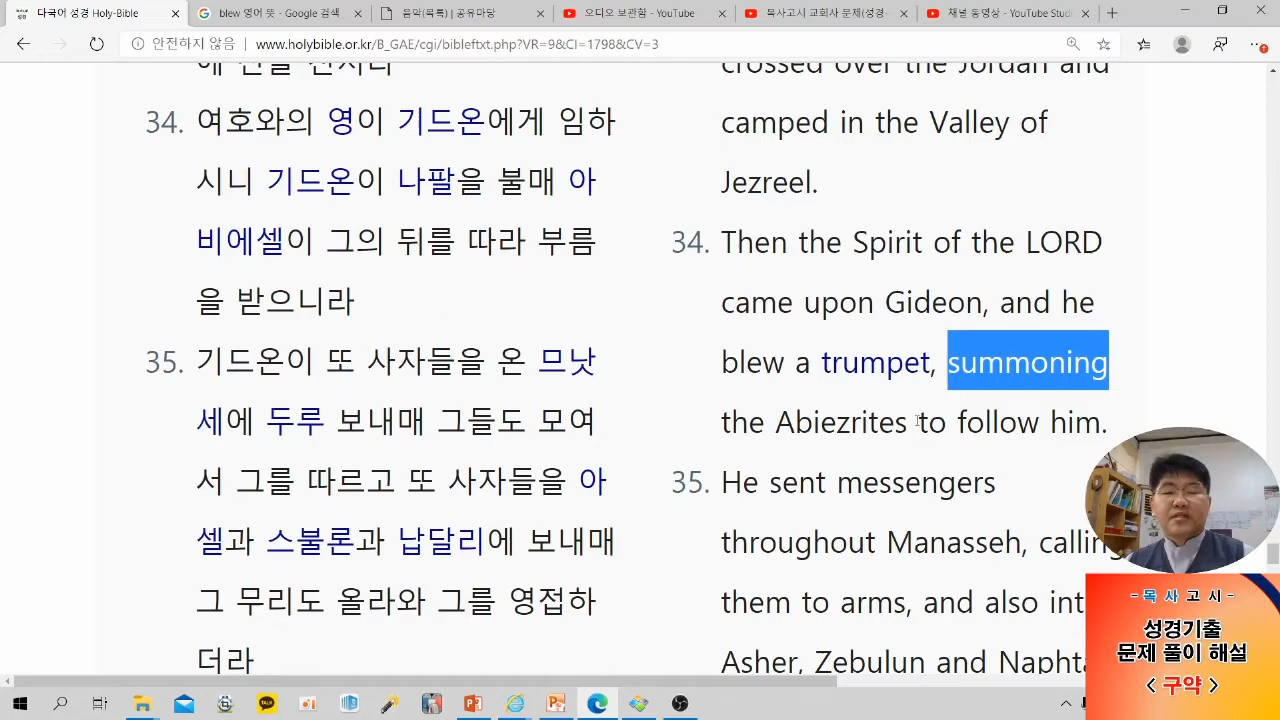 다국어 성경 Holy-Bible
blew 영어 뜻 - Google 검색
음악(목록) | 공유마당
오디오 보관함 - YouTube
목사고시 교회사 문제(성경-
채널 동영상 - YouTube Stud
안전하지 않음
www.holybible.or.kr/B_GAE/cgi/bibleftxt.php?VR=9&CI=1798&CV=3
34. 여호와의 영이 기드온에게 임하
시니 기드온이 나팔을 불매 아
비에셀이 그의 뒤를 따라 부름
을 받으니라
35. 기드온이 또 사자들을 온 므낫
세에 두루 보내매 그들도 모여
서 그를 따르고 또 사자들을 아
셀과 스불론과 납달리에 보내매
그 무리도 올라와 그를 영접하
더라
crossed over the Jordan and
camped in the Valley of
Jezreel.
34. Then the Spirit of the LORD
came upon Gideon, and he
blew a trumpet, summoning
the Abiezrites to follow him.
35. He sent messengers
throughout Manasseh, calling
them to arms, and also int
Asher, Zebulun and Naphta
-목사고시-
성경기출
문제 풀이 해설
<구약>
TALK